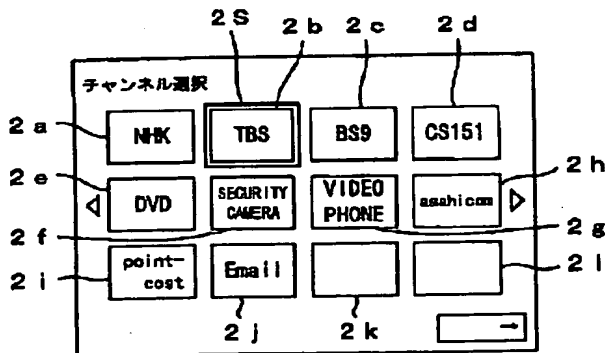 2S 2b 2c 2d
チャンネル選択
2a NHK TBS BS9 CS151
2e DVD SECURITY CAMERA VIDEO PHONE asahicom 2h
2f 2g
2i point-cost Email 2l
2j 2k
→